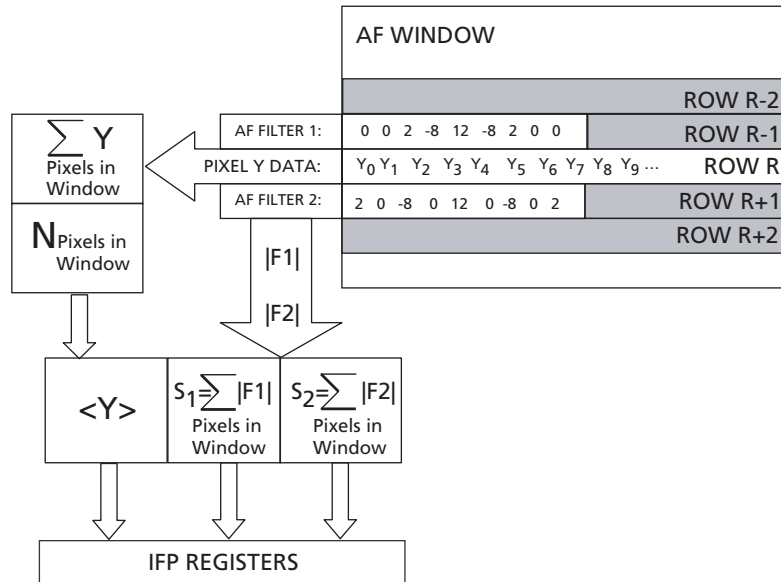 AF WINDOW
ROW R-2
AF FILTER 1: 0 0 2 -8 12 -8 2 0 0 ROW R-1
PIXEL Y DATA: Y0 Y1 Y2 Y3 Y4 Y5 Y6 Y7 Y8 Y9 ... ROW R
AF FILTER 2: 2 0 -8 0 12 0 -8 0 2 ROW R+1
ROW R+2
∑ Y
Pixels in
Window
N Pixels in
Window
|F1|
|F2|
<Y>
S1=∑|F1|
Pixels in
Window
S2=∑|F2|
Pixels in
Window
IFP REGISTERS